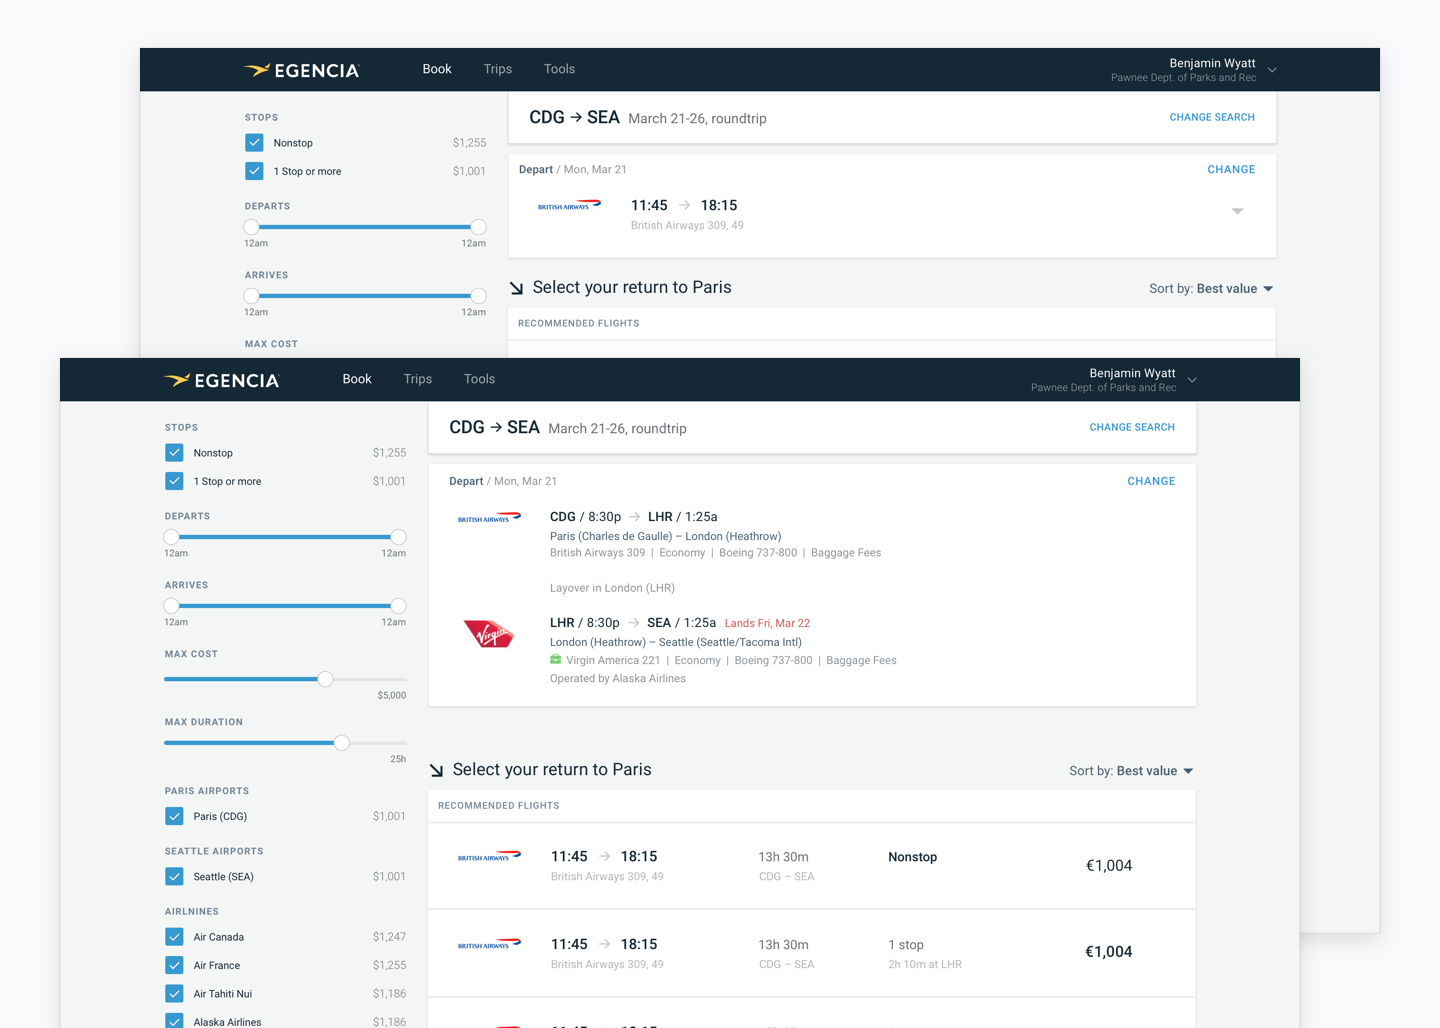 EGENCIA Book Trips Tools Benjamin Wyatt
Pawnee Dept. of Parks and Rec
STOPS
Nonstop $1,255
1 Stop or more $1,001
DEPARTS
12am 12am
ARRIVES
12am 12am
MAX COST
CDG → SEA March 21-26, roundtrip CHANGE SEARCH
Depart / Mon, Mar 21 CHANGE
BRITISH AIRWAYS 11:45 → 18:15
British Airways 309, 49
Select your return to Paris Sort by: Best value
RECOMMENDED FLIGHTS
EGENCIA Book Trips Tools Benjamin Wyatt
Pawnee Dept. of Parks and Rec
STOPS
Nonstop $1,255
1 Stop or more $1,001
DEPARTS
12am 12am
ARRIVES
12am 12am
MAX COST
$5,000
MAX DURATION
25h
PARIS AIRPORTS
Paris (CDG) $1,001
SEATTLE AIRPORTS
Seattle (SEA) $1,001
AIRLNINES
Air Canada $1,247
Air France $1,255
Air Tahiti Nui $1,186
Alaska Airlines $1,186
CDG → SEA March 21-26, roundtrip CHANGE SEARCH
Depart / Mon, Mar 21 CHANGE
BRITISH AIRWAYS CDG / 8:30p → LHR / 1:25a
Paris (Charles de Gaulle) – London (Heathrow)
British Airways 309 | Economy | Boeing 737-800 | Baggage Fees
Layover in London (LHR)
Virgin LHR / 8:30p → SEA / 1:25a Lands Fri, Mar 22
London (Heathrow) – Seattle (Seattle/Tacoma Intl)
Virgin America 221 | Economy | Boeing 737-800 | Baggage Fees
Operated by Alaska Airlines
Select your return to Paris Sort by: Best value
RECOMMENDED FLIGHTS
BRITISH AIRWAYS 11:45 → 18:15 13h 30m Nonstop €1,004
British Airways 309, 49 CDG – SEA
BRITISH AIRWAYS 11:45 → 18:15 13h 30m 1 stop €1,004
British Airways 309, 49 CDG – SEA 2h 10m at LHR